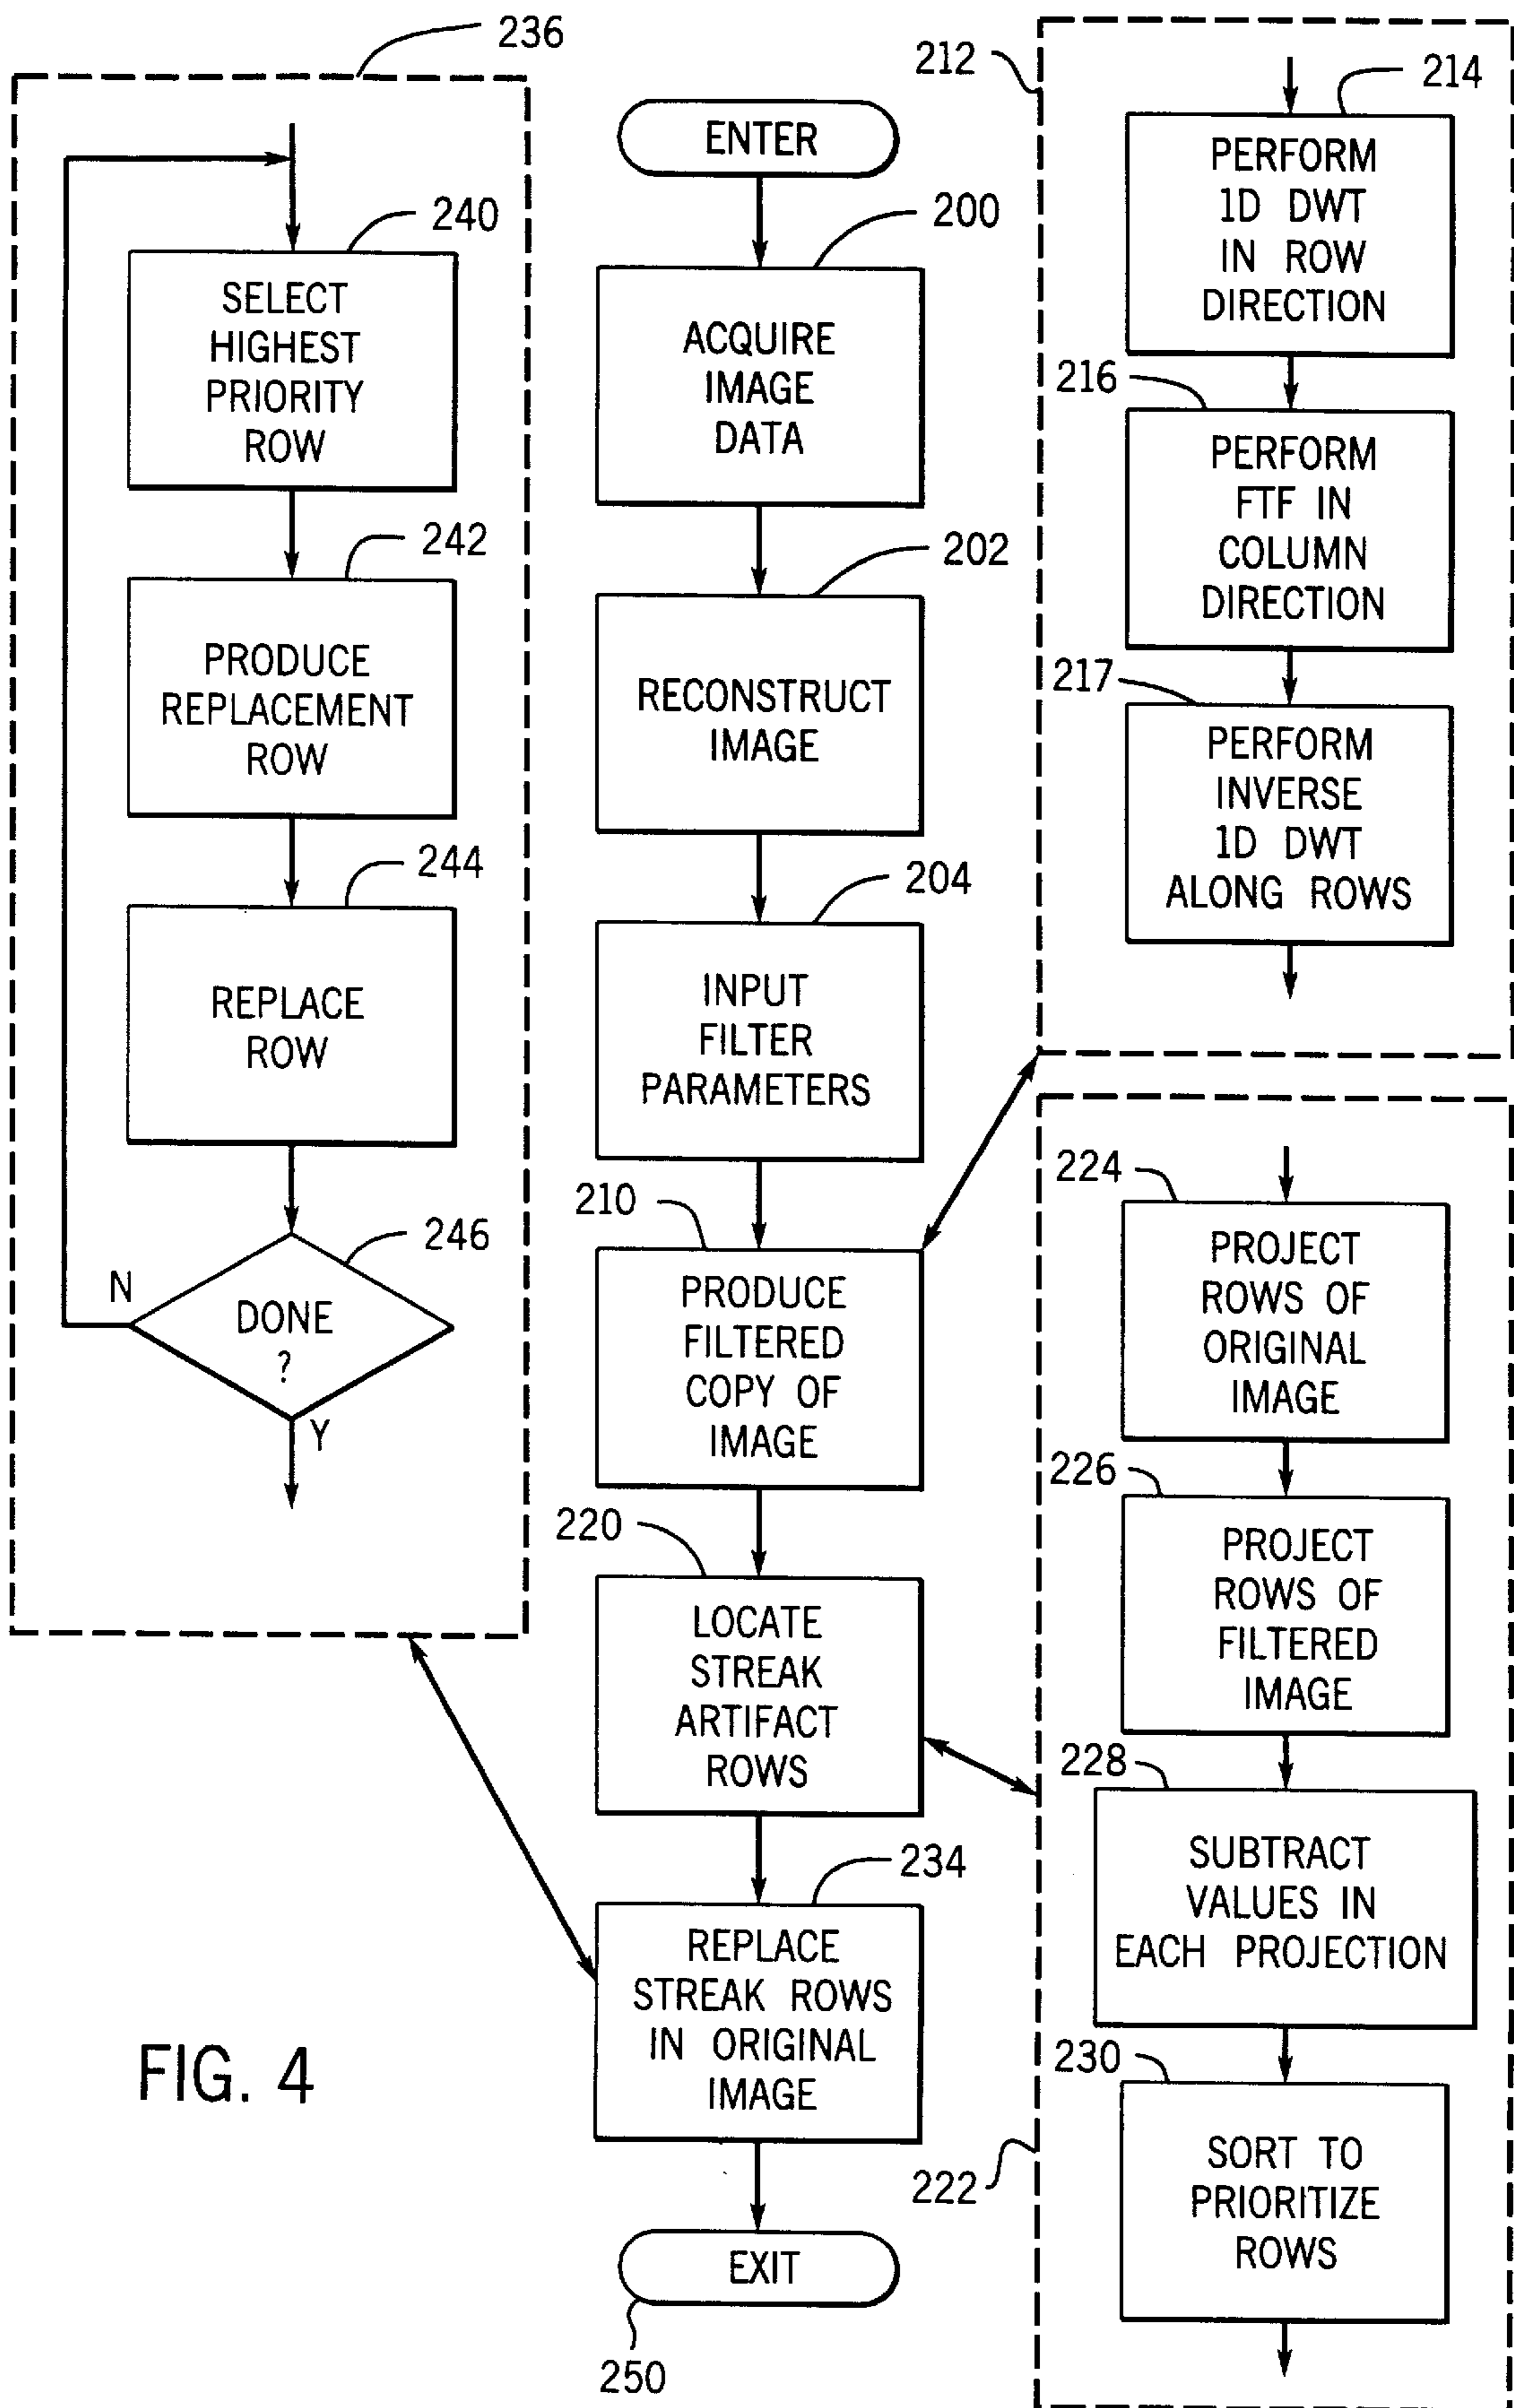 236
240
SELECT
HIGHEST
PRIORITY
ROW
242
PRODUCE
REPLACEMENT
ROW
244
REPLACE
ROW
246
N
DONE
?
Y
ENTER
200
ACQUIRE
IMAGE
DATA
202
RECONSTRUCT
IMAGE
204
INPUT
FILTER
PARAMETERS
210
PRODUCE
FILTERED
COPY OF
IMAGE
220
LOCATE
STREAK
ARTIFACT
ROWS
234
REPLACE
STREAK ROWS
IN ORIGINAL
IMAGE
EXIT
250
212
214
PERFORM
1D DWT
IN ROW
DIRECTION
216
PERFORM
FTF IN
COLUMN
DIRECTION
217
PERFORM
INVERSE
1D DWT
ALONG ROWS
224
PROJECT
ROWS OF
ORIGINAL
IMAGE
226
PROJECT
ROWS OF
FILTERED
IMAGE
228
SUBTRACT
VALUES IN
EACH PROJECTION
230
SORT TO
PRIORITIZE
ROWS
222
FIG. 4